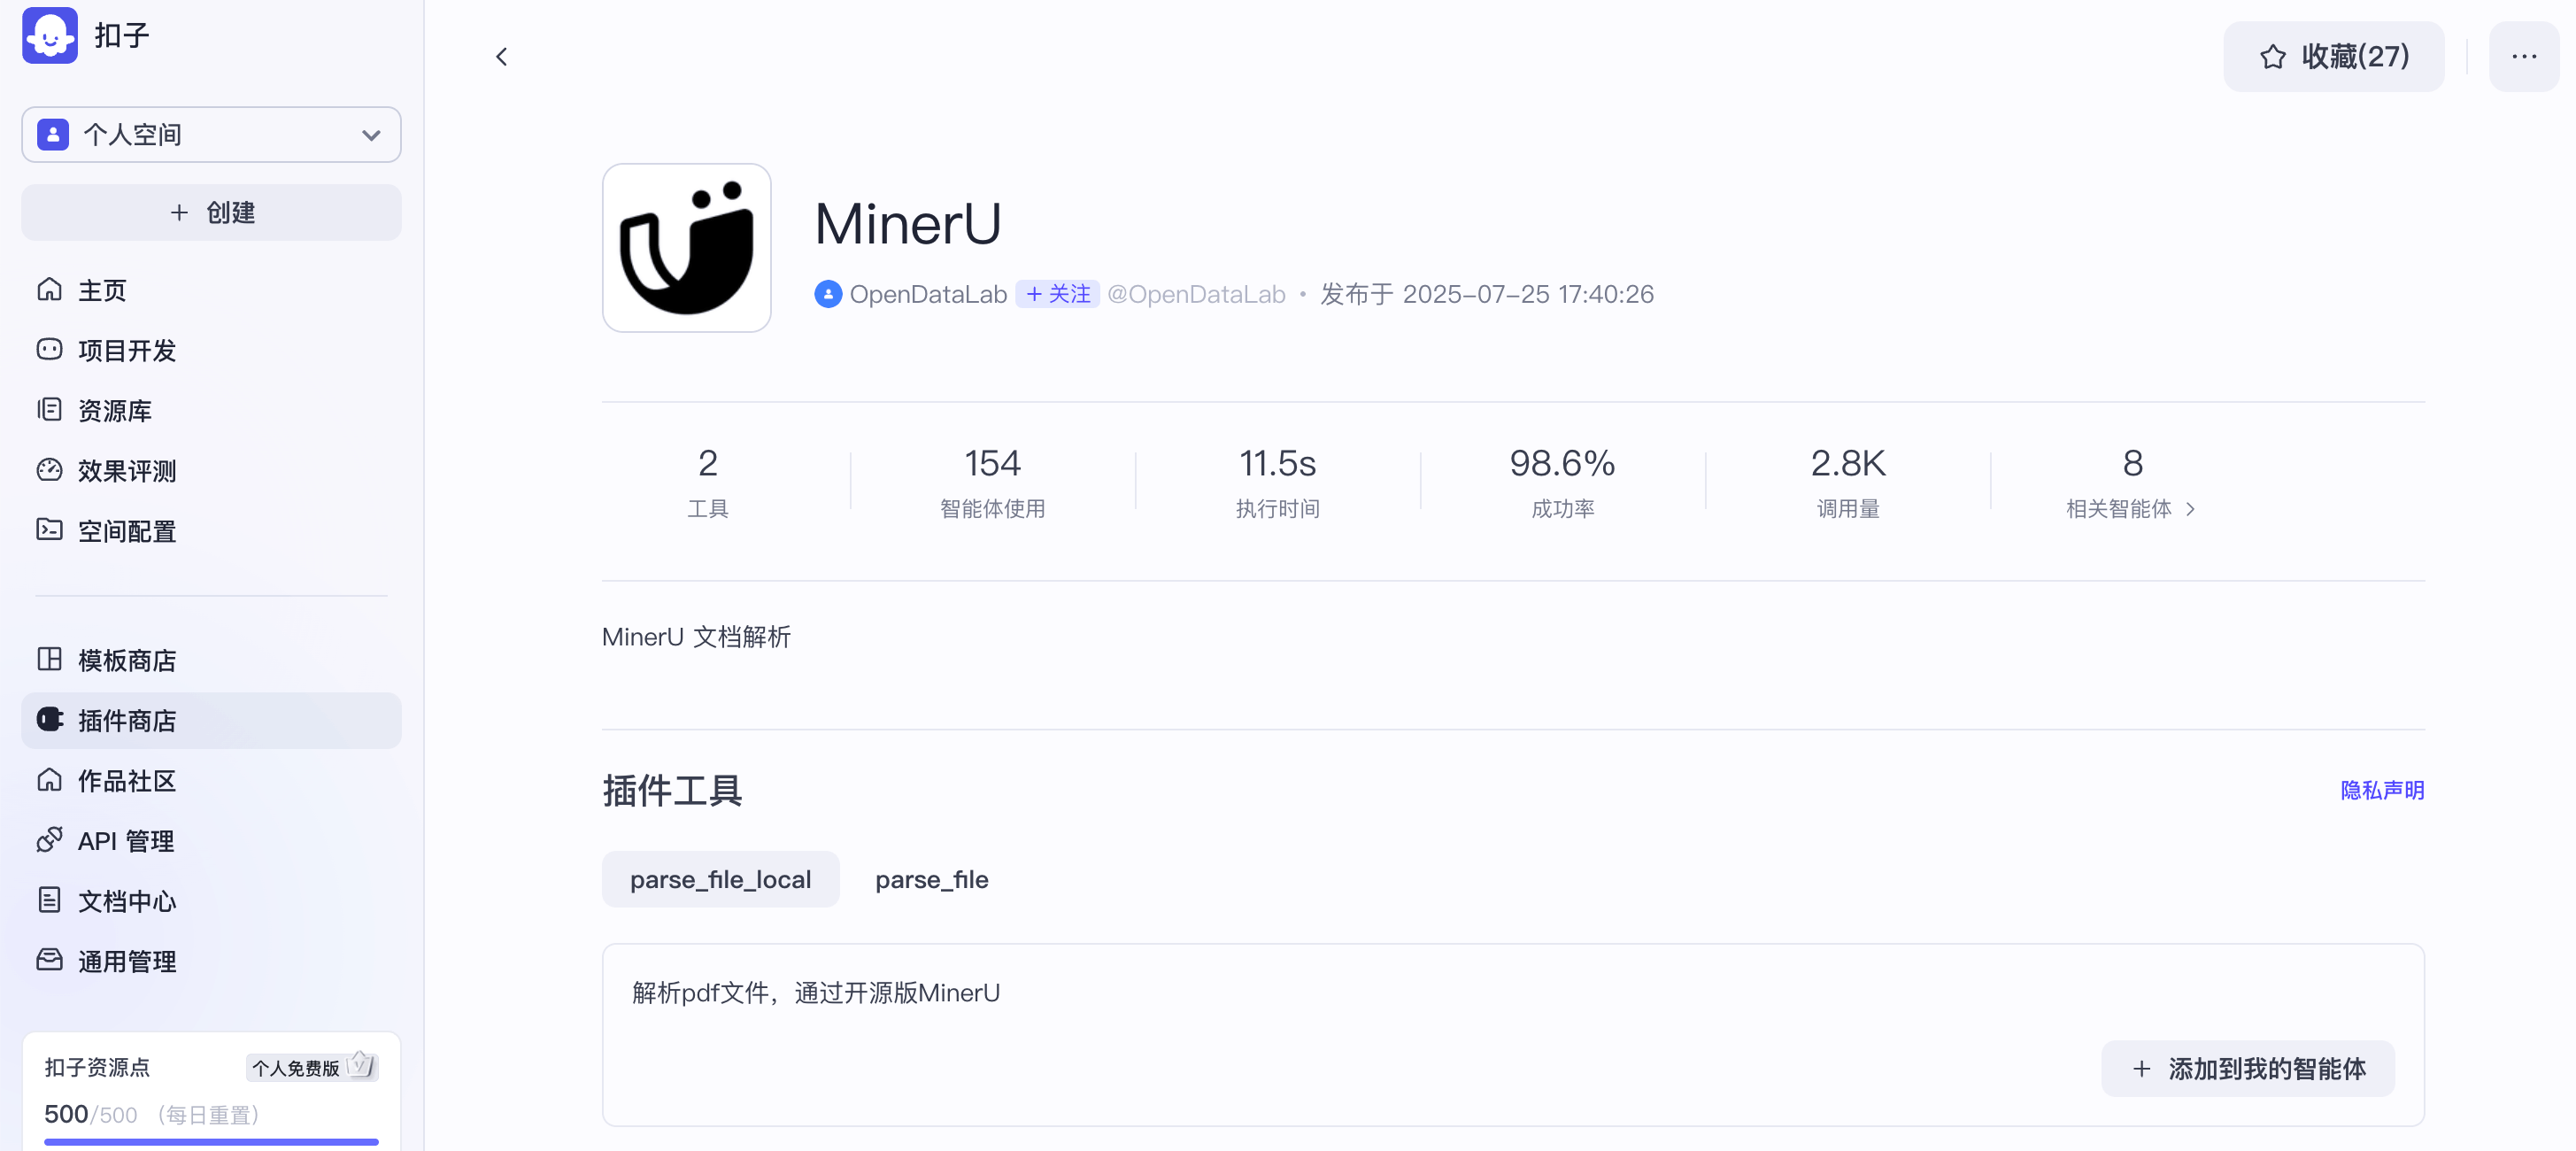 扣子
个人空间
+ 创建
主页
项目开发
资源库
效果评测
空间配置
模板商店
插件商店
作品社区
API 管理
文档中心
通用管理
扣子资源点 个人免费版
500/500 （每日重置）
收藏(27)
MinerU
OpenDataLab + 关注 @OpenDataLab • 发布于 2025-07-25 17:40:26
2 154 11.5s 98.6% 2.8K 8
工具 智能体使用 执行时间 成功率 调用量 相关智能体
MinerU 文档解析
插件工具 隐私声明
parse_file_local parse_file
解析pdf文件，通过开源版MinerU
+ 添加到我的智能体